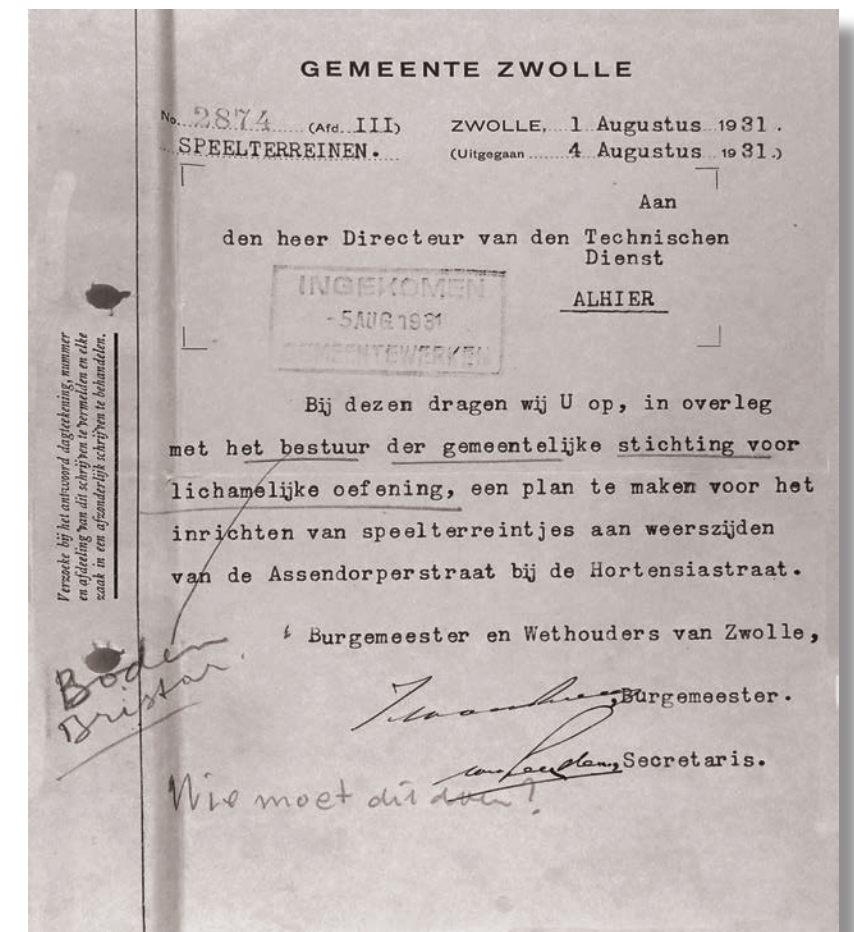 GEMEENTE ZWOLLE
No. 2874 (Afd. III)
ZWOLLE, 1 Augustus 1931.
SPEELTERREINEN.
(Uitgegaan 4 Augustus 1931.)
Aan
den heer Directeur van den Technischen
Dienst
ALHIER
INGEKOMEN
-5 AUG 1931
GEMEENTEWERKEN
Verzoeke bij het antwoord dagteekening, nummer
en afdeeling van dit schrijven te vermelden en elke
zaak in een afzonderlijk schrijven te behandelen.
Bij dezen dragen wij U op, in overleg
met het bestuur der gemeentelijke stichting voor
lichamelijke oefening, een plan te maken voor het
inrichten van speelterreintjes aan weerszijden
van de Assendorperstraat bij de Hortensiastraat.
Burgemeester en Wethouders van Zwolle,
,Burgemeester.
,Secretaris.
Boden
Bristar.
Wie moet dit doen?